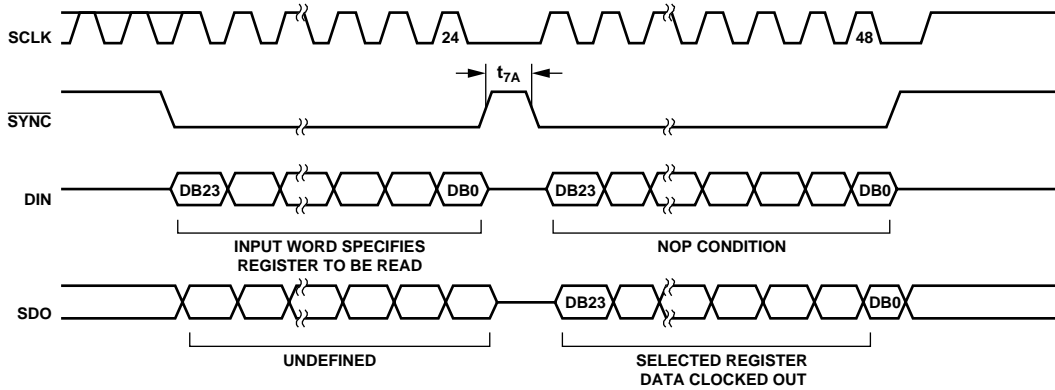 SCLK
24
48
t7A
SYNC
DIN
DB23
DB0
DB23
DB0
INPUT WORD SPECIFIES
REGISTER TO BE READ
NOP CONDITION
SDO
DB23
DB0
UNDEFINED
SELECTED REGISTER
DATA CLOCKED OUT